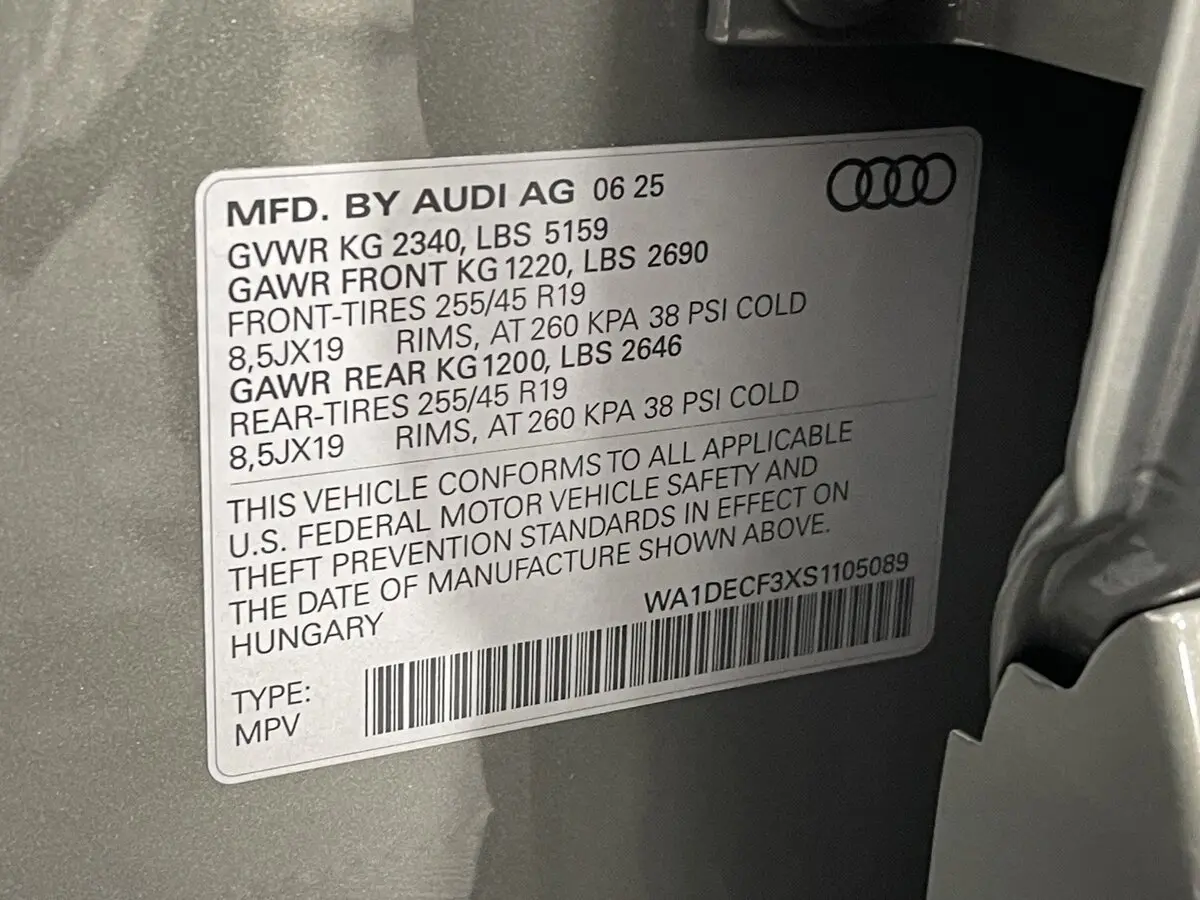 MFD. BY AUDI AG 06 25
GVWR KG 2340, LBS 5159
GAWR FRONT KG 1220, LBS 2690
FRONT-TIRES 255/45 R19
8,5JX19 RIMS, AT 260 KPA 38 PSI COLD
GAWR REAR KG 1200, LBS 2646
REAR-TIRES 255/45 R19
8,5JX19 RIMS, AT 260 KPA 38 PSI COLD
THIS VEHICLE CONFORMS TO ALL APPLICABLE
U.S. FEDERAL MOTOR VEHICLE SAFETY AND
THEFT PREVENTION STANDARDS IN EFFECT ON
THE DATE OF MANUFACTURE SHOWN ABOVE.
HUNGARY
WA1DECF3XS1105089
TYPE:
MPV